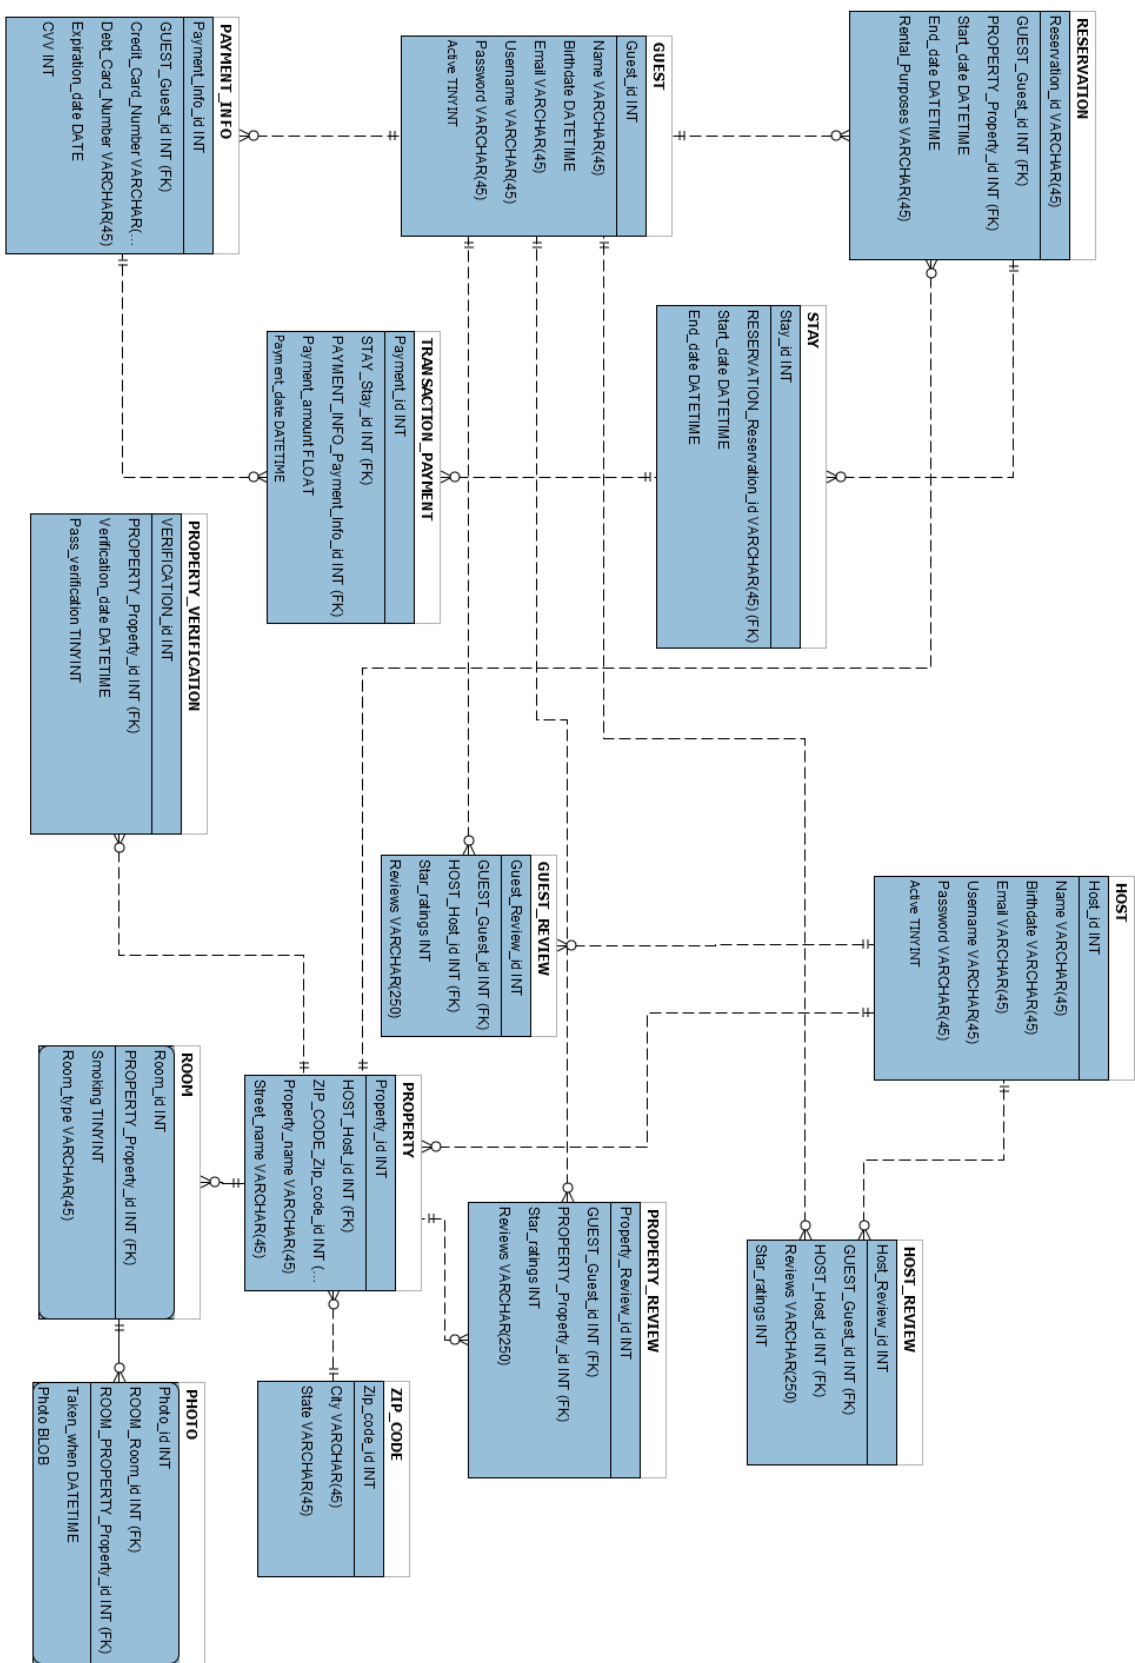 RESERVATION
Reservation_id VARCHAR(45)
GUEST_Guest_id INT (FK)
PROPERTY_Property_id INT (FK)
Start_date DATETIME
End_date DATETIME
Rental_Purposes VARCHAR(45)
GUEST
Guest_id INT
Name VARCHAR(45)
Birthdate DATETIME
Email VARCHAR(45)
Username VARCHAR(45)
Password VARCHAR(45)
Active TINYINT
PAYMENT_INFO
Payment_Info_id INT
GUEST_Guest_id INT (FK)
Credit_Card_Number VARCHAR(...
Debt_Card_Number VARCHAR(45)
Expiration_date DATE
CVV INT
STAY
Stay_id INT
RESERVATION_Reservation_id VARCHAR(45) (FK)
Start_date DATETIME
End_date DATETIME
TRANSACTION_PAYMENT
Payment_id INT
STAY_Stay_id INT (FK)
PAYMENT_INFO_Payment_Info_id INT (FK)
Payment_amount FLOAT
Payment_date DATETIME
PROPERTY_VERIFICATION
VERIFICATION_id INT
PROPERTY_Property_id INT (FK)
Verification_date DATETIME
Pass_verification TINYINT
HOST
Host_id INT
Name VARCHAR(45)
Birthdate VARCHAR(45)
Email VARCHAR(45)
Username VARCHAR(45)
Password VARCHAR(45)
Active TINYINT
GUEST_REVIEW
Guest_Review_id INT
GUEST_Guest_id INT (FK)
HOST_Host_id INT (FK)
Star_ratings INT
Reviews VARCHAR(250)
PROPERTY
Property_id INT
HOST_Host_id INT (FK)
ZIP_CODE_Zip_code_id INT (...
Property_name VARCHAR(45)
Street_name VARCHAR(45)
ROOM
Room_id INT
PROPERTY_Property_id INT (FK)
Smoking TINYINT
Room_type VARCHAR(45)
HOST_REVIEW
Host_Review_id INT
GUEST_Guest_id INT (FK)
HOST_Host_id INT (FK)
Reviews VARCHAR(250)
Star_ratings INT
PROPERTY_REVIEW
Property_Review_id INT
GUEST_Guest_id INT (FK)
PROPERTY_Property_id INT (FK)
Star_ratings INT
Reviews VARCHAR(250)
ZIP_CODE
Zip_code_id INT
City VARCHAR(45)
State VARCHAR(45)
PHOTO
Photo_id INT
ROOM_Room_id INT (FK)
ROOM_PROPERTY_Property_id INT (FK)
Taken_when DATETIME
Photo BLOB